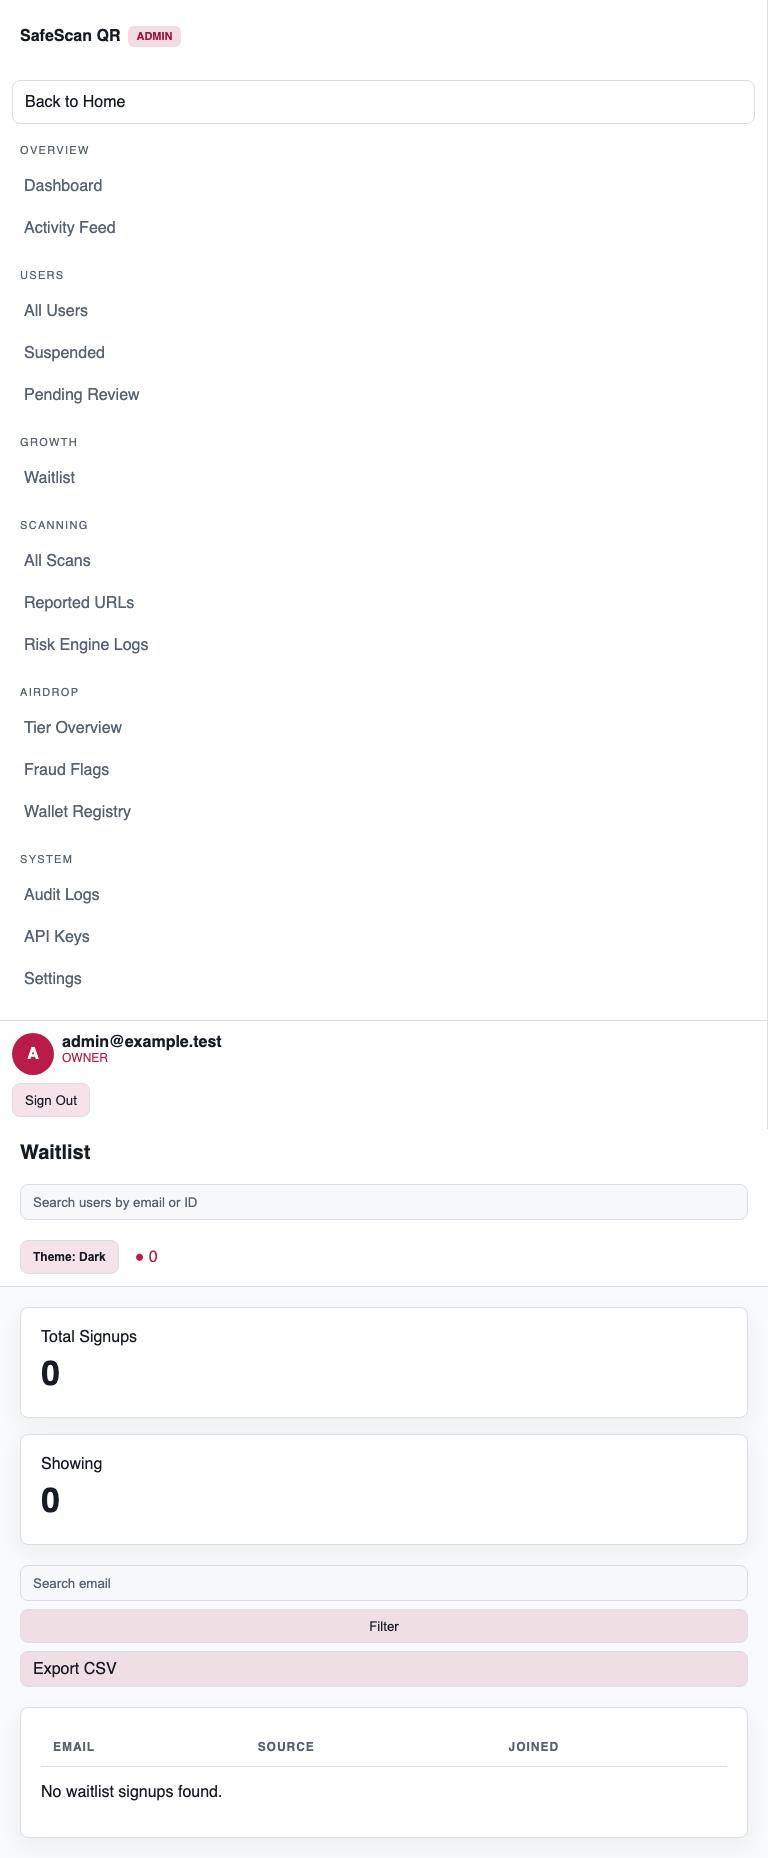 SafeScan QR ADMIN
Back to Home
OVERVIEW
Dashboard
Activity Feed
USERS
All Users
Suspended
Pending Review
GROWTH
Waitlist
SCANNING
All Scans
Reported URLs
Risk Engine Logs
AIRDROP
Tier Overview
Fraud Flags
Wallet Registry
SYSTEM
Audit Logs
API Keys
Settings
A
admin@example.test
OWNER
Sign Out
Waitlist
Search users by email or ID
Theme: Dark ● 0
Total Signups
0
Showing
0
Search email
Filter
Export CSV
EMAIL SOURCE JOINED
No waitlist signups found.